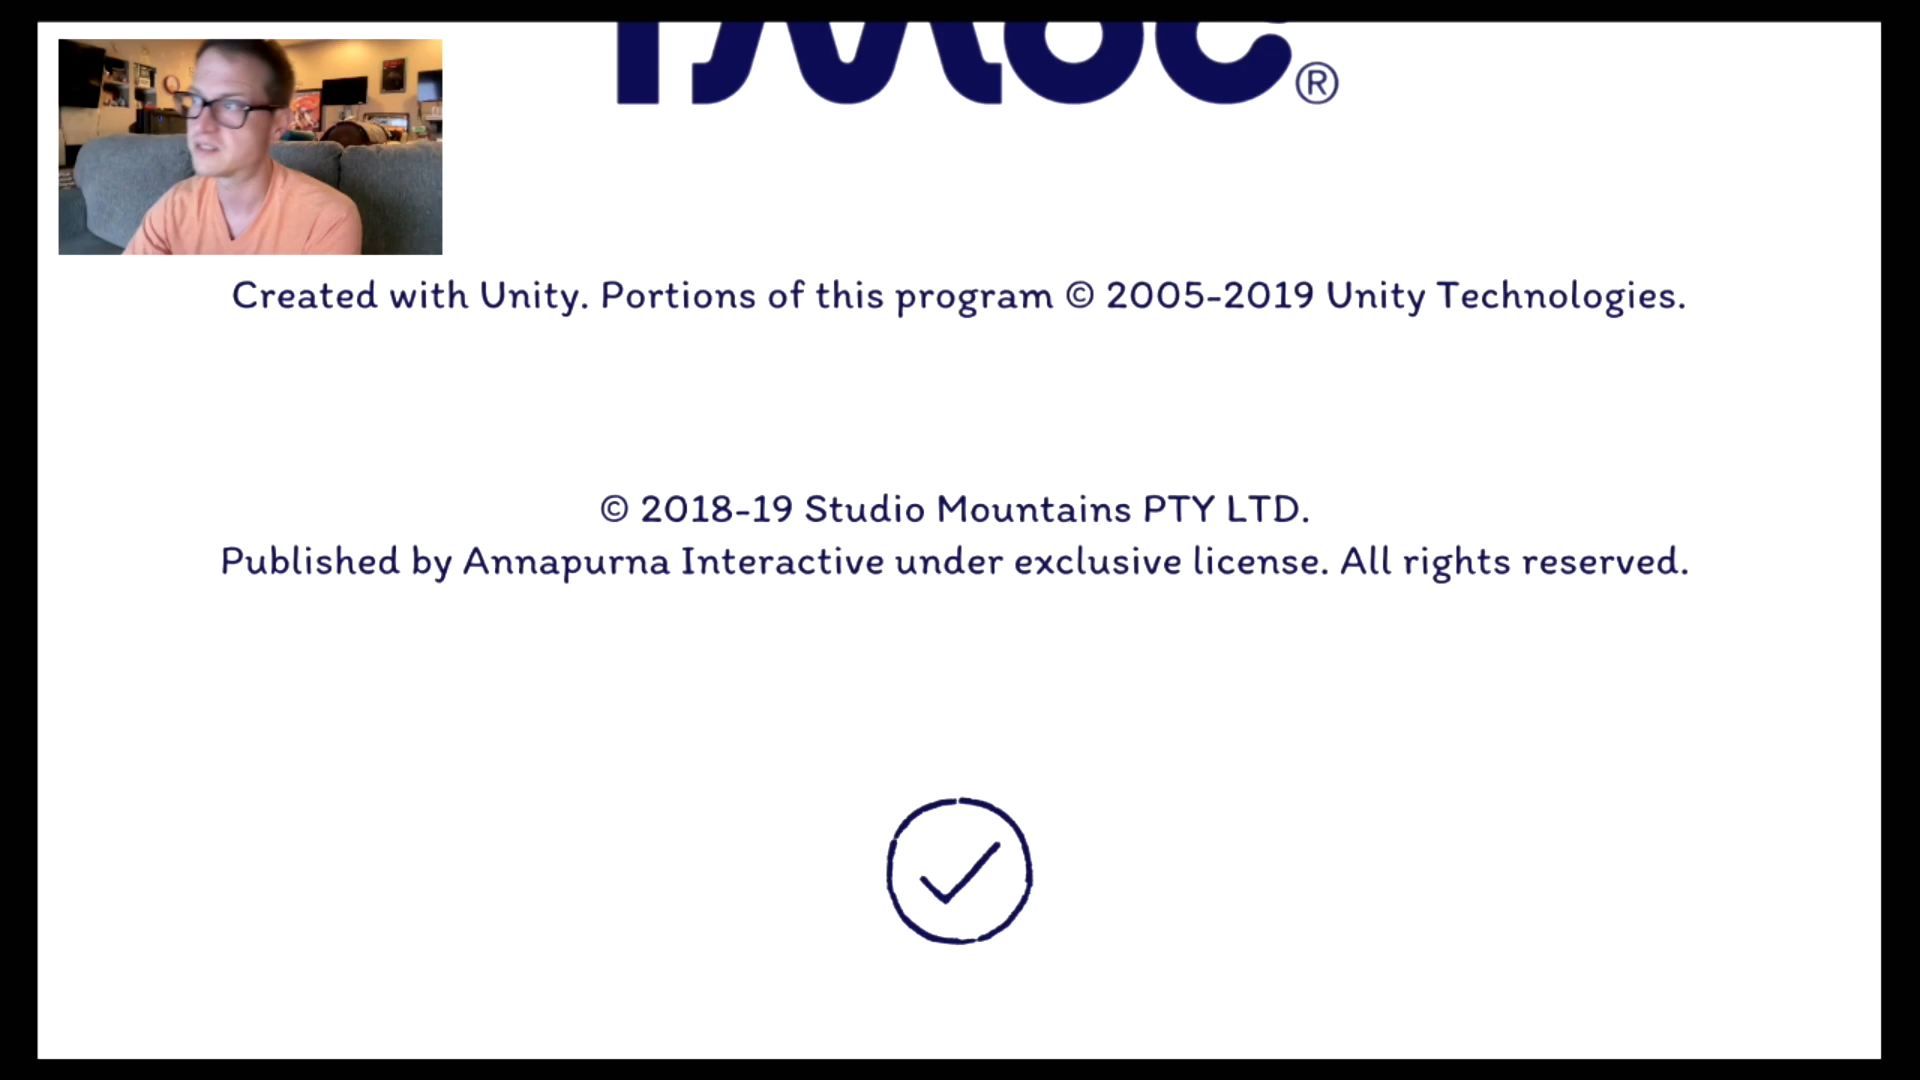 ®
Created with Unity. Portions of this program © 2005-2019 Unity Technologies.
© 2018-19 Studio Mountains PTY LTD.
Published by Annapurna Interactive under exclusive license. All rights reserved.